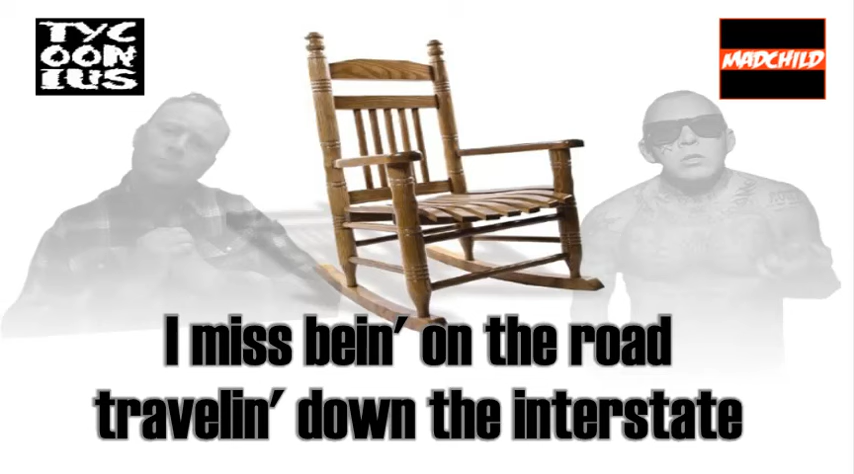 TYC
OON
IUS
MADCHILD
I miss bein' on the road
travelin' down the interstate